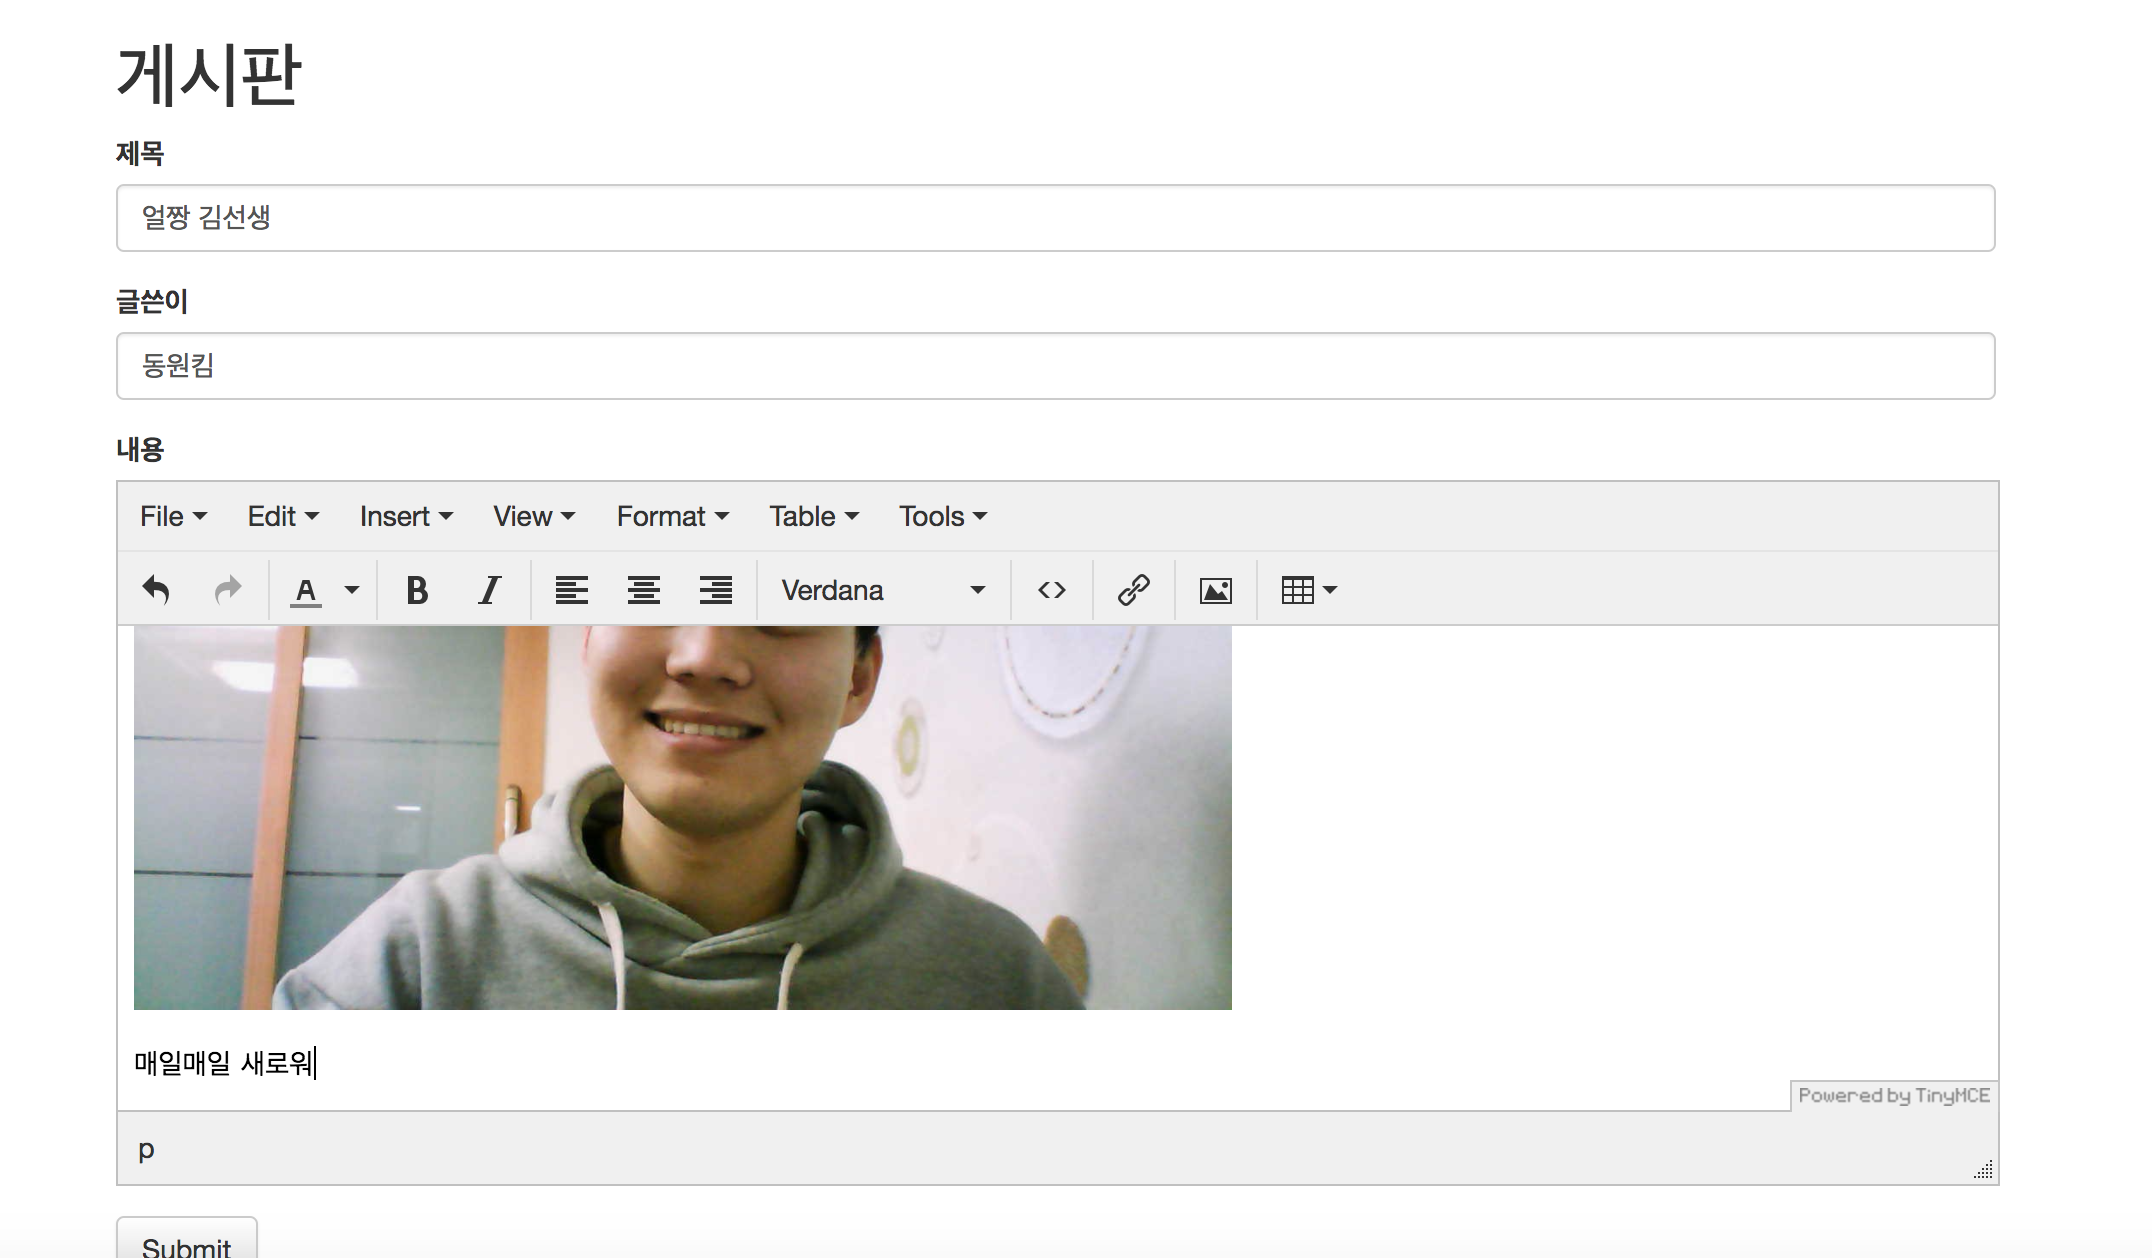 게시판
제목
얼짱 김선생
글쓴이
동원킴
내용
File Edit Insert View Format Table Tools
A B I Verdana
매일매일 새로워
Powered by TinyMCE
p
Submit